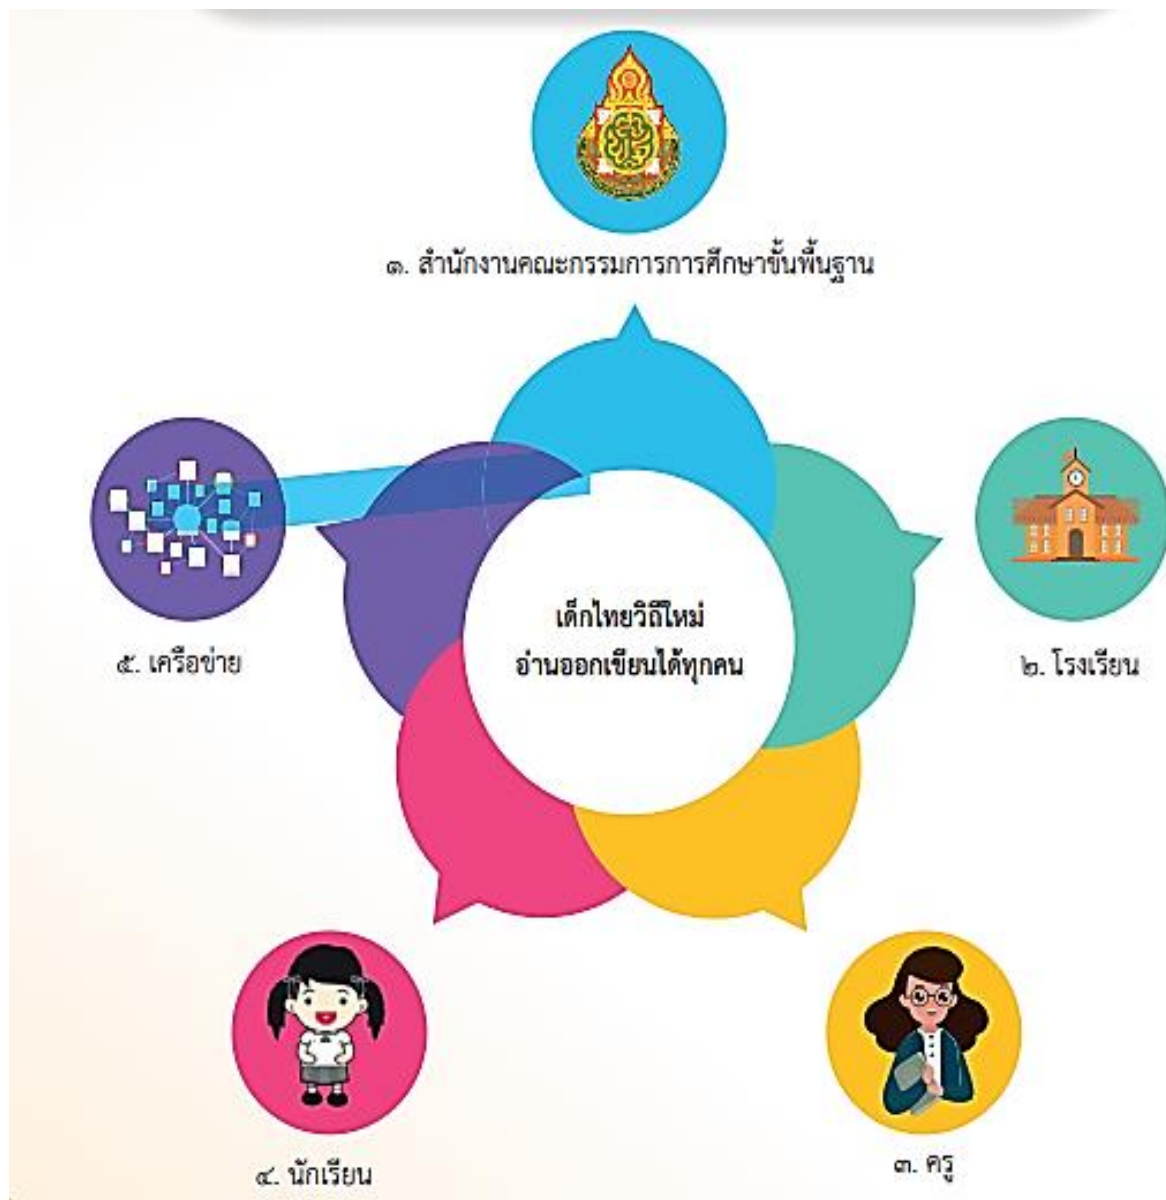 ๑. สำนักงานคณะกรรมการการศึกษาขั้นพื้นฐาน
๒. โรงเรียน
๓. ครู
๔. นักเรียน
๕. เครือข่าย
เด็กไทยวิถีใหม่
อ่านออกเขียนได้ทุกคน